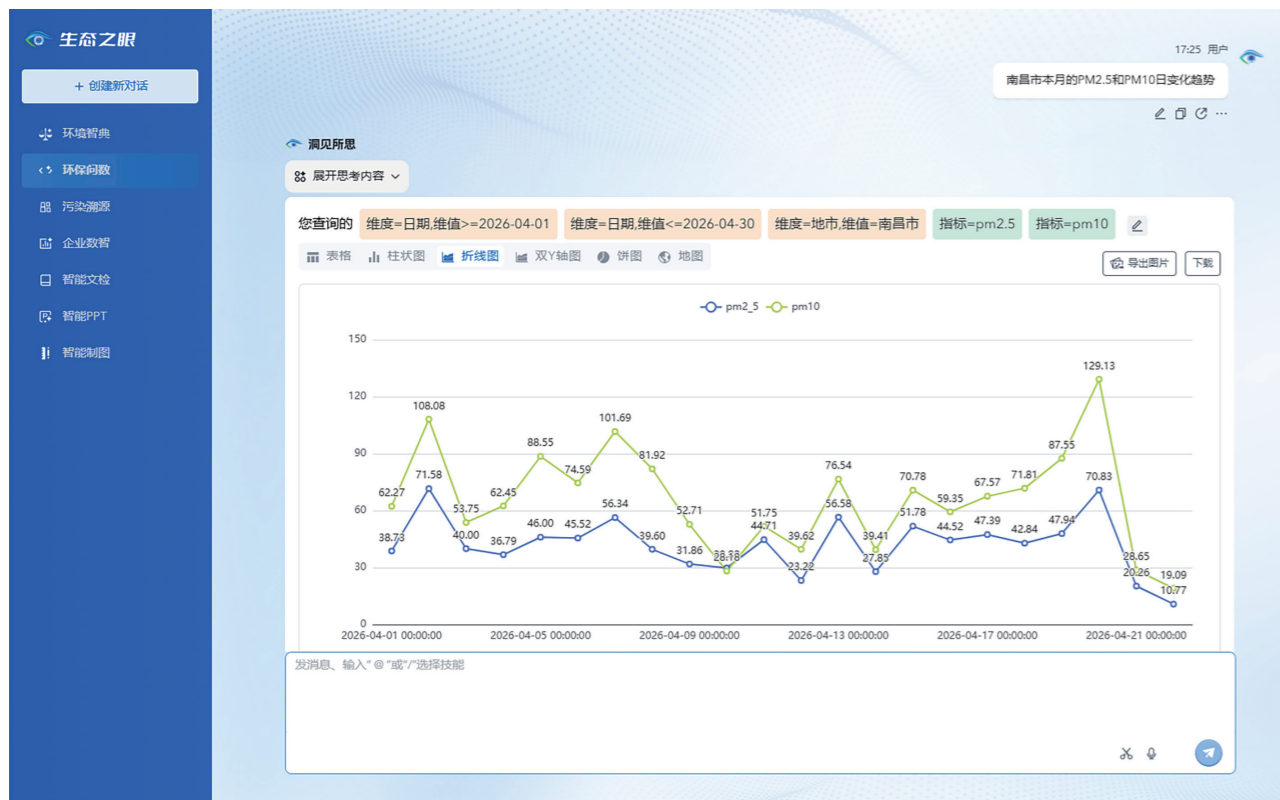 生态之眼
+ 创建新对话
环境智典
环保问数
污染溯源
企业数智
智能文检
智能PPT
智能制图
17:25 用户
南昌市本月的PM2.5和PM10日变化趋势
洞见所思
展开思考内容
您查询的 维度=日期,维值>=2026-04-01 维度=日期,维值<=2026-04-30 维度=地市,维值=南昌市 指标=pm2.5 指标=pm10
表格 柱状图 折线图 双Y轴图 饼图 地图
导出图片 下载
pm2_5 pm10
150
120
90
60
30
0
62.27 108.08 53.75 62.45 88.55 74.59 101.69 81.92 52.71 51.75 39.62 76.54 39.41 70.78 59.35 67.57 71.81 87.55 129.13 28.65 19.09
38.73 71.58 40.00 36.79 46.00 45.52 56.34 39.60 31.86 44.71 23.22 56.58 27.85 51.78 44.52 47.39 42.84 47.94 70.83 20.26 10.77
2026-04-01 00:00:00 2026-04-05 00:00:00 2026-04-09 00:00:00 2026-04-13 00:00:00 2026-04-17 00:00:00 2026-04-21 00:00:00
发消息、输入“@”或“/”选择技能